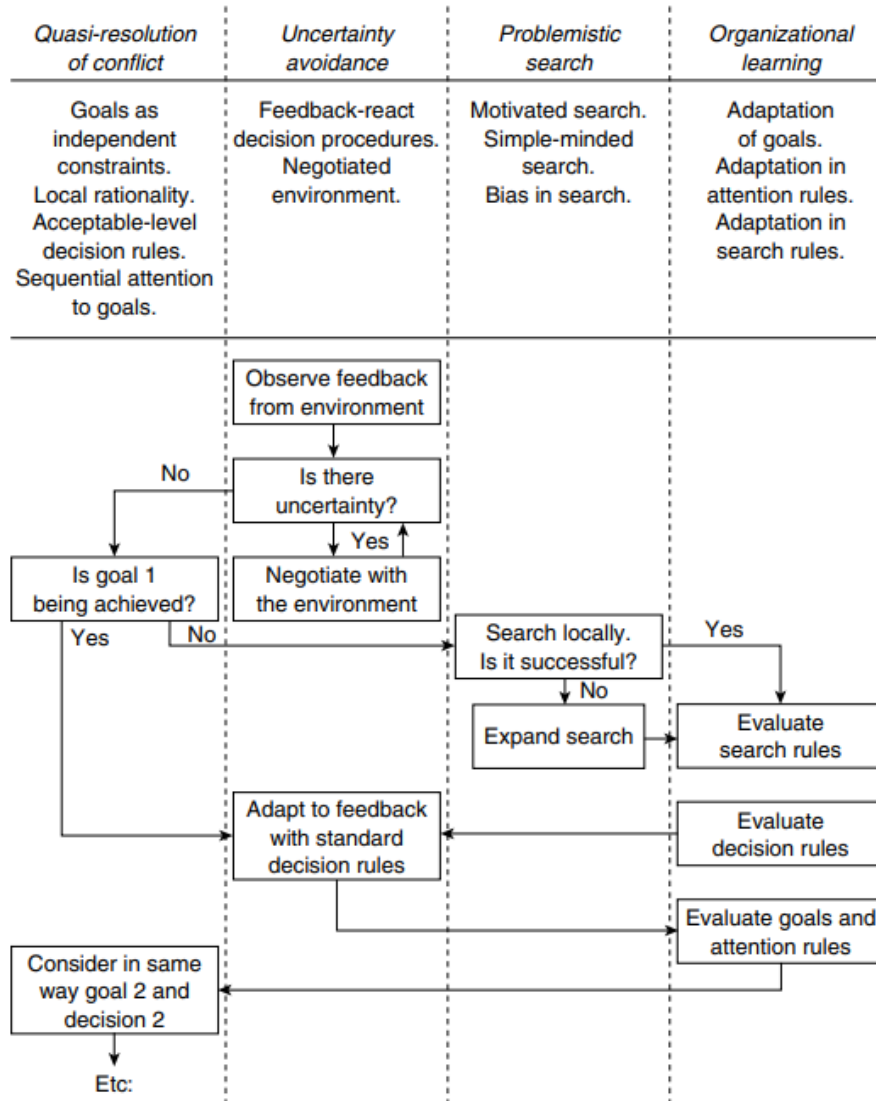 Quasi-resolution
of conflict
Uncertainty
avoidance
Problemistic
search
Organizational
learning
Goals as
independent
constraints.
Local rationality.
Acceptable-level
decision rules.
Sequential attention
to goals.
Feedback-react
decision procedures.
Negotiated
environment.
Motivated search.
Simple-minded
search.
Bias in search.
Adaptation
of goals.
Adaptation in
attention rules.
Adaptation in
search rules.
Observe feedback
from environment
No
Is there
uncertainty?
Yes
Is goal 1
being achieved?
Negotiate with
the environment
Yes
No
Search locally.
Is it successful?
Yes
No
Expand search
Evaluate
search rules
Adapt to feedback
with standard
decision rules
Evaluate
decision rules
Evaluate goals and
attention rules
Consider in same
way goal 2 and
decision 2
Etc: